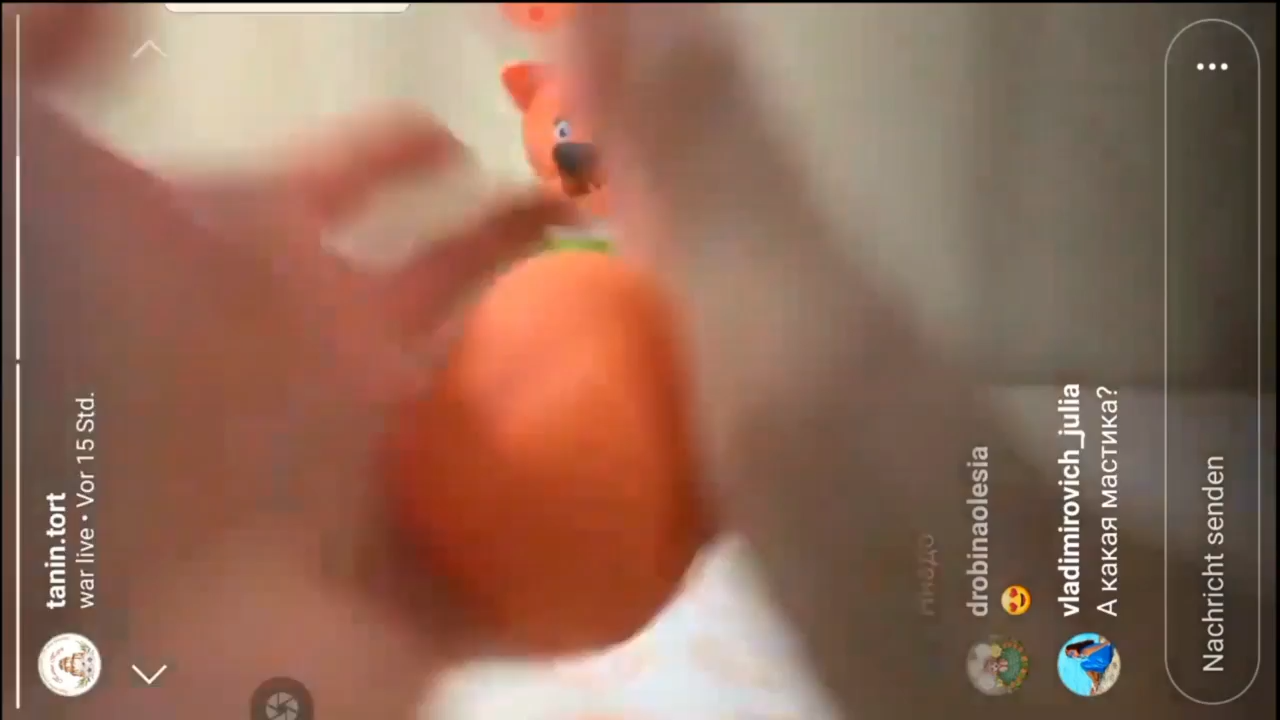 tanin.tort
war live • Vor 15 Std.
drobinaolesia
😍
vladimirovich_julia
А какая мастика?
Nachricht senden